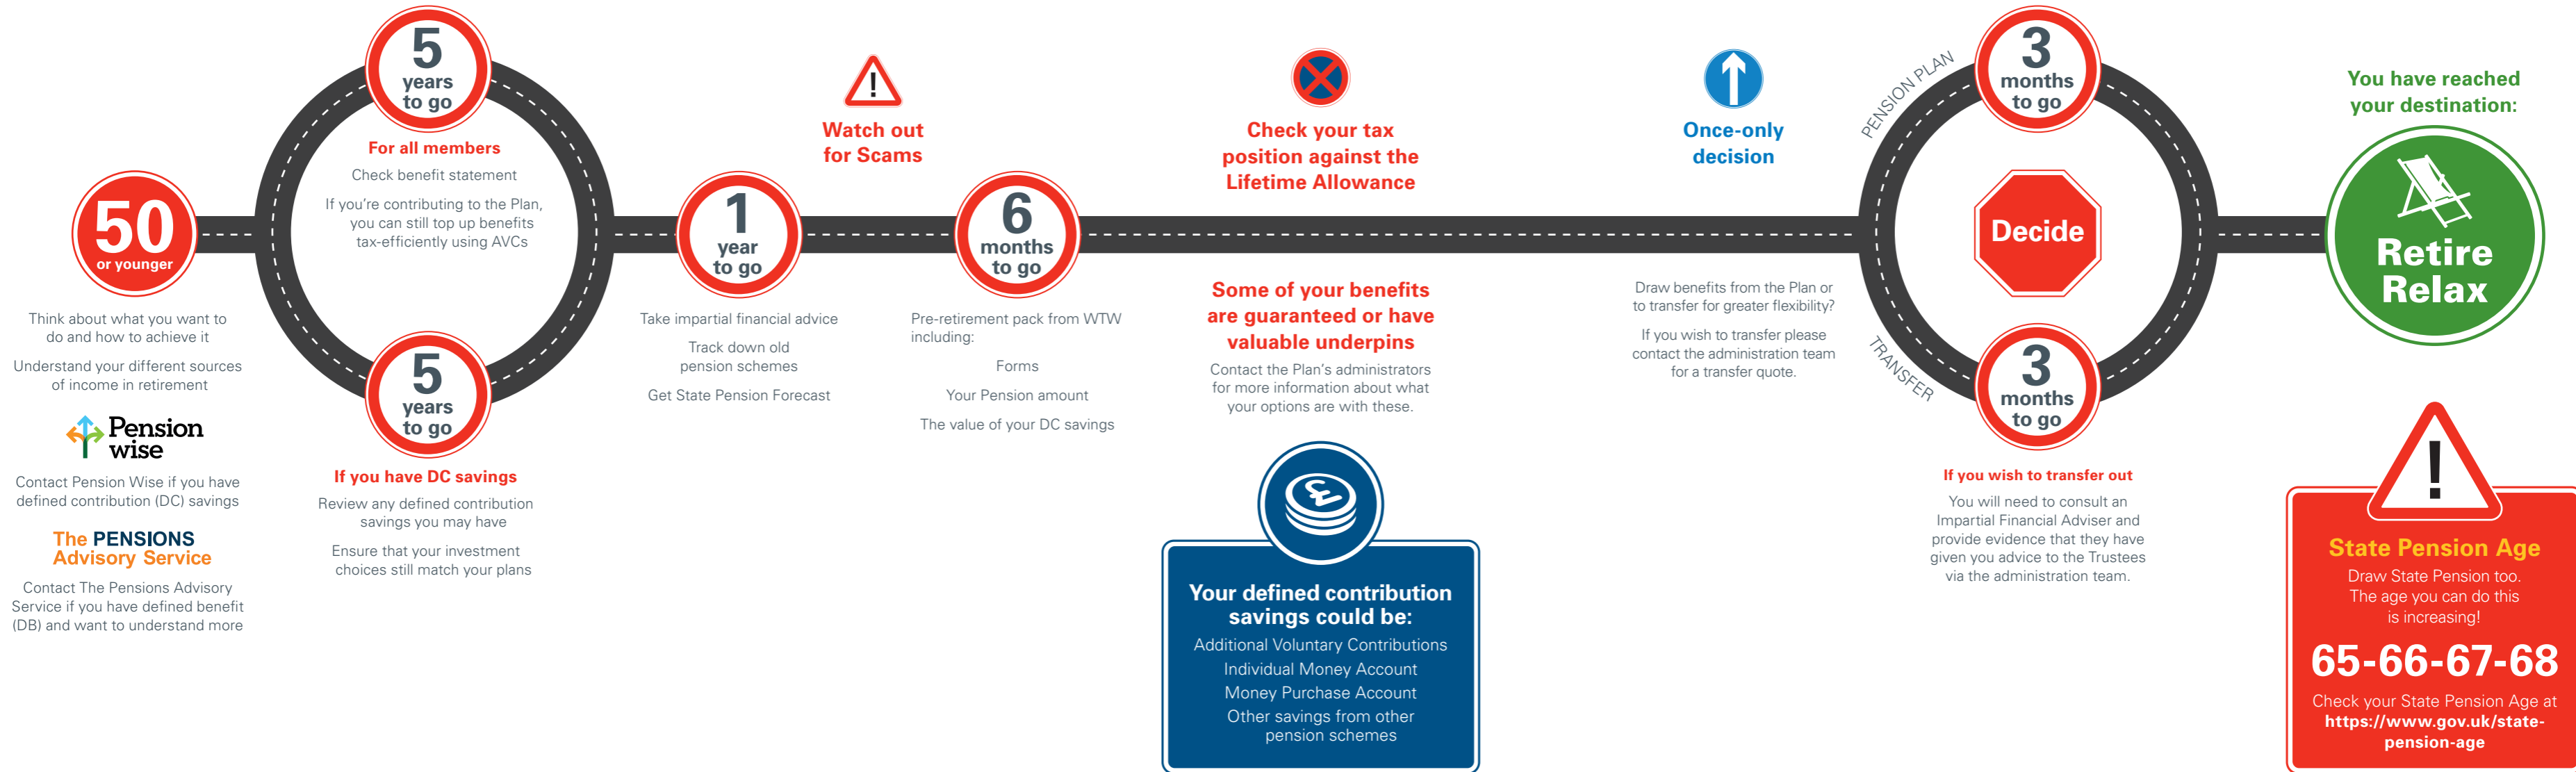 50
or younger
Think about what you want to
do and how to achieve it
Understand your different sources
of income in retirement
Pension
wise
Contact Pension Wise if you have
defined contribution (DC) savings
The PENSIONS
Advisory Service
Contact The Pensions Advisory
Service if you have defined benefit
(DB) and want to understand more
5
years
to go
For all members
Check benefit statement
If you're contributing to the Plan,
you can still top up benefits
tax-efficiently using AVCs
5
years
to go
If you have DC savings
Review any defined contribution
savings you may have
Ensure that your investment
choices still match your plans
1
year
to go
Take impartial financial advice
Track down old
pension schemes
Get State Pension Forecast
!
Watch out
for Scams
6
months
to go
Pre-retirement pack from WTW
including:
Forms
Your Pension amount
The value of your DC savings
Check your tax
position against the
Lifetime Allowance
Some of your benefits
are guaranteed or have
valuable underpins
Contact the Plan's administrators
for more information about what
your options are with these.
£
Your defined contribution
savings could be:
Additional Voluntary Contributions
Individual Money Account
Money Purchase Account
Other savings from other
pension schemes
Once-only
decision
Draw benefits from the Plan or
to transfer for greater flexibility?
If you wish to transfer please
contact the administration team
for a transfer quote.
PENSION PLAN
3
months
to go
Decide
TRANSFER
3
months
to go
If you wish to transfer out
You will need to consult an
Impartial Financial Adviser and
provide evidence that they have
given you advice to the Trustees
via the administration team.
You have reached
your destination:
Retire
Relax
!
State Pension Age
Draw State Pension too.
The age you can do this
is increasing!
65-66-67-68
Check your State Pension Age at
https://www.gov.uk/state-
pension-age